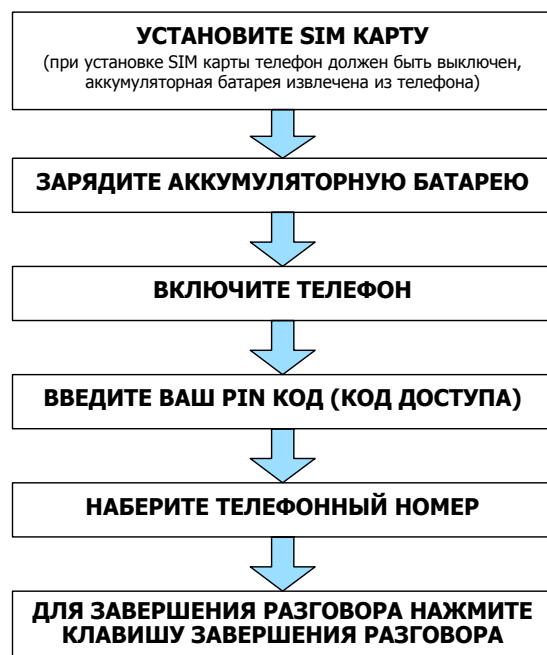 УСТАНОВИТЕ SIM КАРТУ
(при установке SIM карты телефон должен быть выключен,
аккумуляторная батарея извлечена из телефона)
ЗАРЯДИТЕ АККУМУЛЯТОРНУЮ БАТАРЕЮ
ВКЛЮЧИТЕ ТЕЛЕФОН
ВВЕДИТЕ ВАШ PIN КОД (КОД ДОСТУПА)
НАБЕРИТЕ ТЕЛЕФОННЫЙ НОМЕР
ДЛЯ ЗАВЕРШЕНИЯ РАЗГОВОРА НАЖМИТЕ
КЛАВИШУ ЗАВЕРШЕНИЯ РАЗГОВОРА